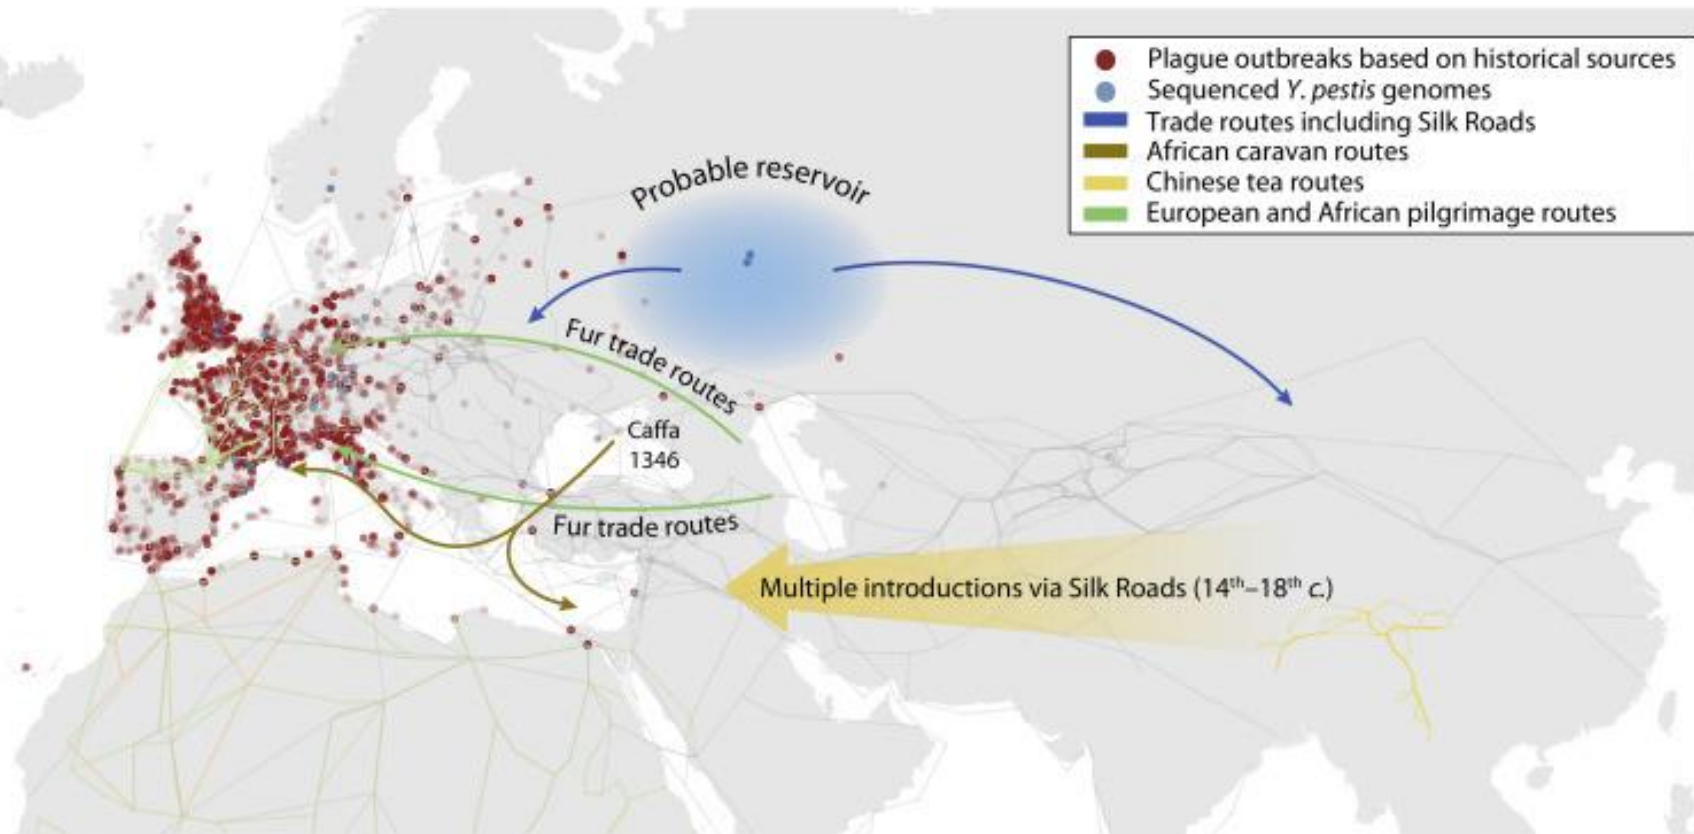 Plague outbreaks based on historical sources
Sequenced Y. pestis genomes
Trade routes including Silk Roads
African caravan routes
Chinese tea routes
European and African pilgrimage routes
Probable reservoir
Fur trade routes
Caffa
1346
Fur trade routes
Multiple introductions via Silk Roads (14th–18th c.)